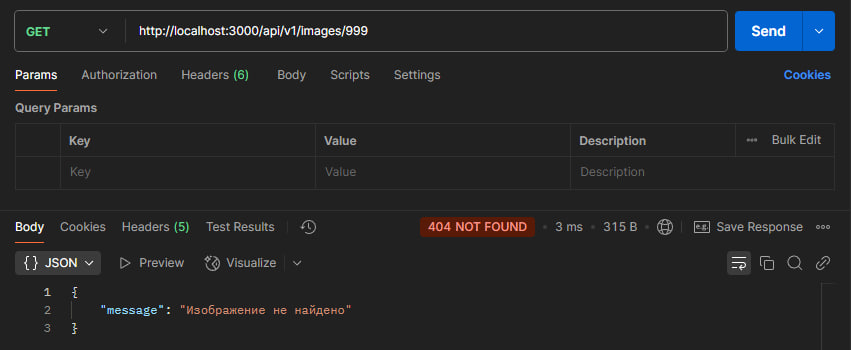 GET http://localhost:3000/api/v1/images/999 Send
Params Authorization Headers (6) Body Scripts Settings Cookies
Query Params
Key Value Description Bulk Edit
Key Value Description
Body Cookies Headers (5) Test Results 404 NOT FOUND 3 ms 315 B e.g. Save Response
{} JSON Preview Visualize
1 {
2 "message": "Изображение не найдено"
3 }